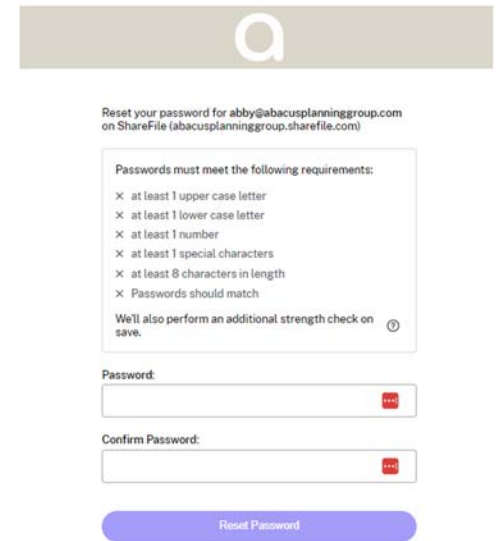 a
Reset your password for abby@abacusplanninggroup.com
on ShareFile (abacusplanninggroup.sharefile.com)
Passwords must meet the following requirements:
× at least 1 upper case letter
× at least 1 lower case letter
× at least 1 number
× at least 1 special characters
× at least 8 characters in length
× Passwords should match
We'll also perform an additional strength check on
save.
?
Password:
Confirm Password:
Reset Password